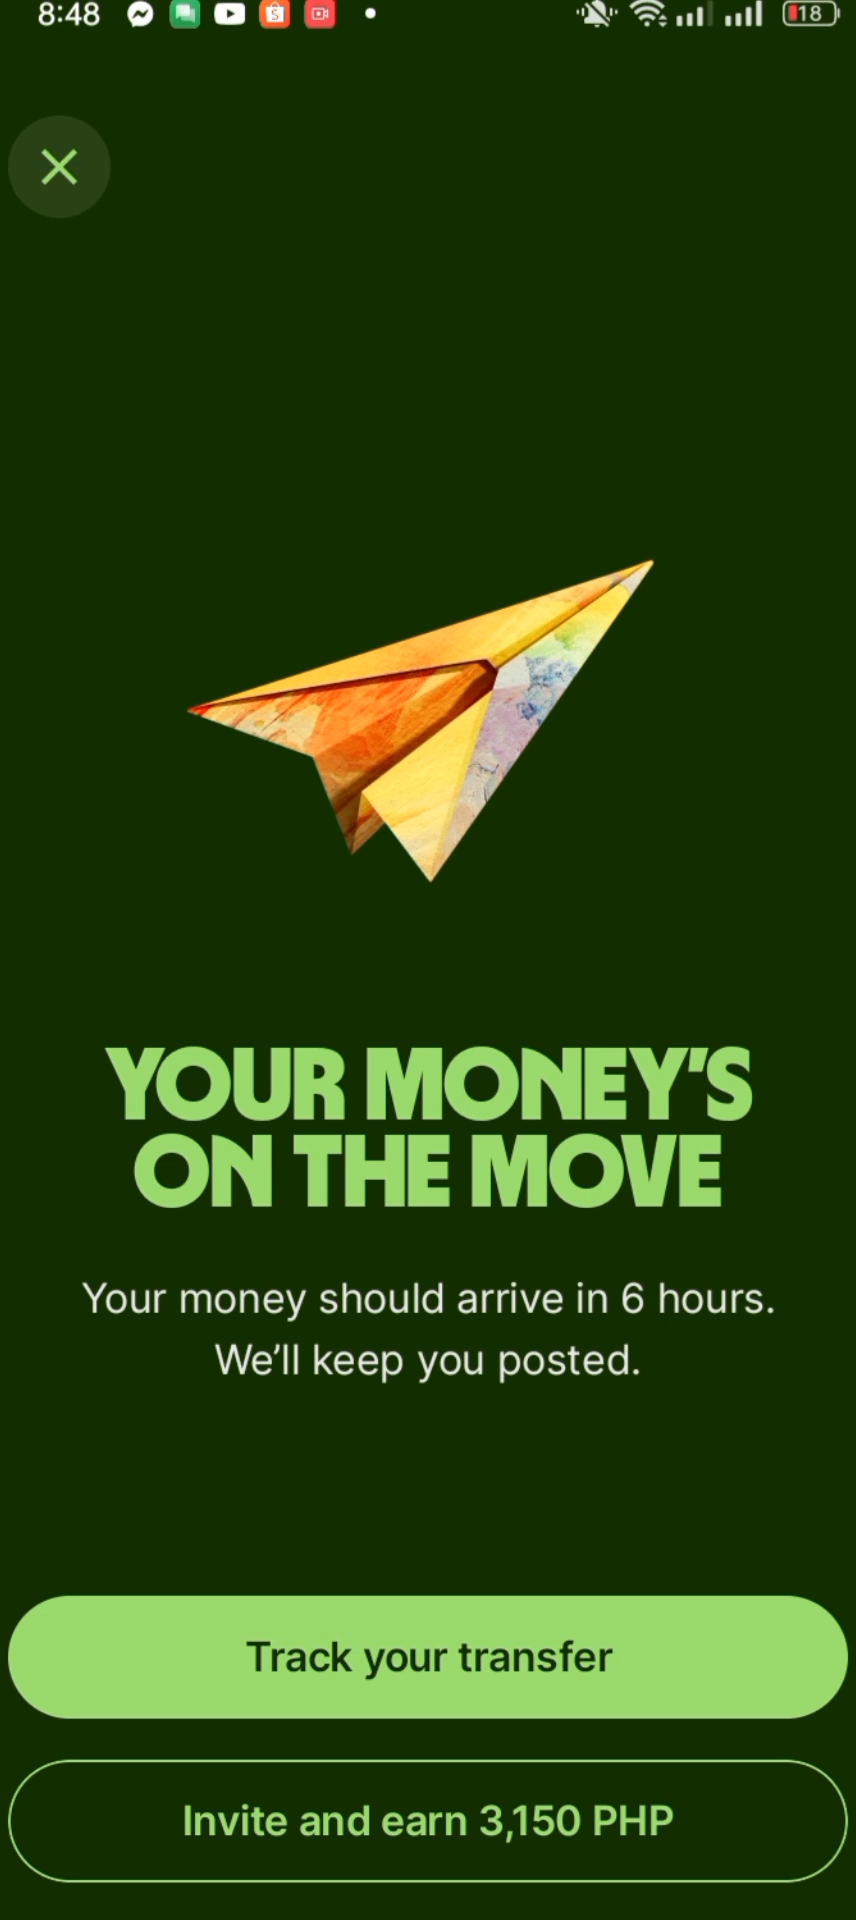 8:48
18
YOUR MONEY’S
ON THE MOVE
Your money should arrive in 6 hours.
We’ll keep you posted.
Track your transfer
Invite and earn 3,150 PHP